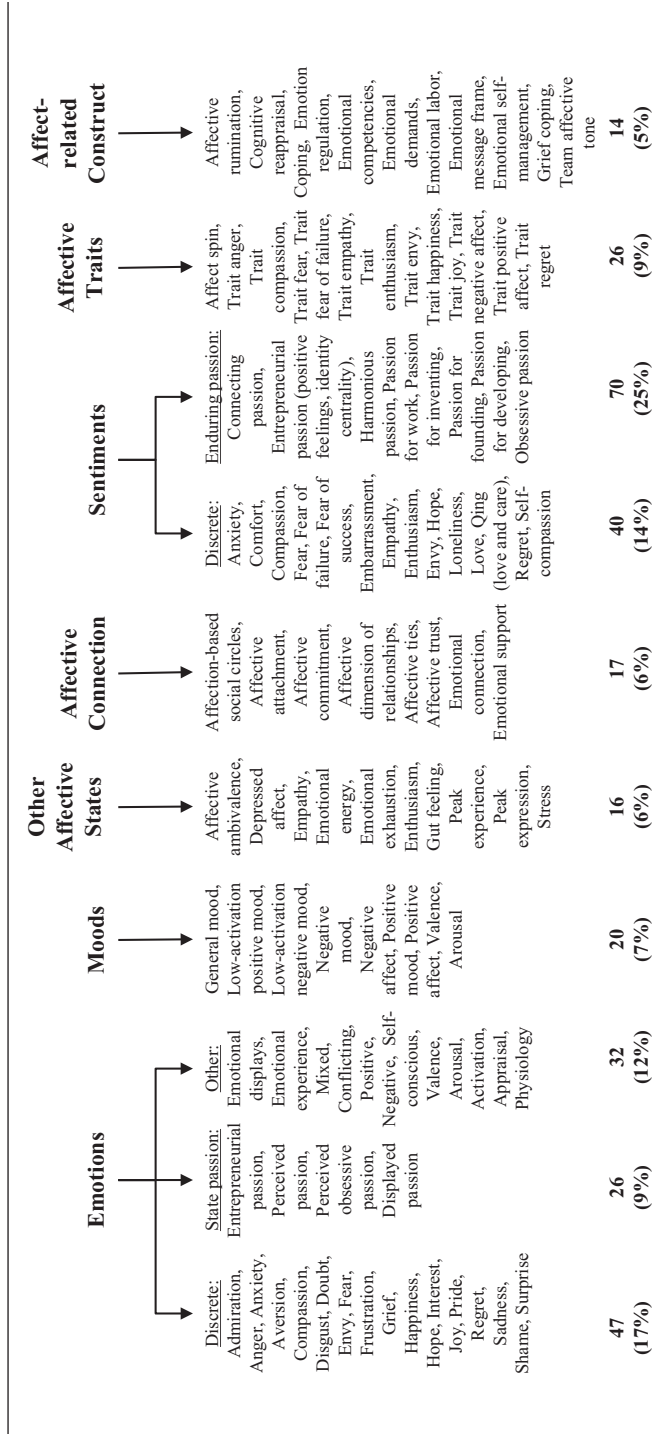 Emotions
Discrete:
Admiration,
Anger, Anxiety,
Aversion,
Compassion,
Disgust, Doubt,
Envy, Fear,
Frustration,
Grief,
Happiness,
Hope, Interest,
Joy, Pride,
Regret,
Sadness,
Shame, Surprise
47
(17%)
State passion:
Entrepreneurial
passion,
Perceived
passion,
Perceived
obsessive
passion,
Displayed
passion
26
(9%)
Other:
Emotional
displays,
Emotional
experience,
Mixed,
Conflicting,
Positive,
Negative, Self-
conscious,
Valence,
Arousal,
Activation,
Appraisal,
Physiology
32
(12%)
Moods
General mood,
Low-activation
positive mood,
Low-activation
negative mood,
Negative
mood,
Negative
affect, Positive
mood, Positive
affect, Valence,
Arousal
20
(7%)
Other
Affective
States
Affective
ambivalence,
Depressed
affect,
Empathy,
Emotional
energy,
Emotional
exhaustion,
Enthusiasm,
Gut feeling,
Peak
experience,
Peak
expression,
Stress
16
(6%)
Affective
Connection
Affection-based
social circles,
Affective
attachment,
Affective
commitment,
Affective
dimension of
relationships,
Affective ties,
Affective trust,
Emotional
connection,
Emotional support
17
(6%)
Sentiments
Discrete:
Anxiety,
Comfort,
Compassion,
Fear, Fear of
failure, Fear of
success,
Embarrassment,
Empathy,
Enthusiasm,
Envy, Hope,
Loneliness,
Love, Qing
(love and care),
Regret, Self-
compassion
40
(14%)
Enduring passion:
Connecting
passion,
Entrepreneurial
passion (positive
feelings, identity
centrality),
Harmonious
passion, Passion
for work, Passion
for inventing,
Passion for
founding, Passion
for developing,
Obsessive passion
70
(25%)
Affective
Traits
Affect spin,
Trait anger,
Trait
compassion,
Trait fear, Trait
fear of failure,
Trait empathy,
Trait
enthusiasm,
Trait envy,
Trait happiness,
Trait joy, Trait
negative affect,
Trait positive
affect, Trait
regret
26
(9%)
Affect-
related
Construct
Affective
rumination,
Cognitive
reappraisal,
Coping, Emotion
regulation,
Emotional
competencies,
Emotional
demands,
Emotional labor,
Emotional
message frame,
Emotional self-
management,
Grief coping,
Team affective
tone
14
(5%)